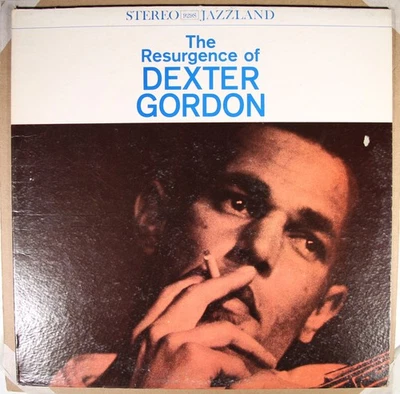 STEREO JAZZLAND
The
Resurgence of
DEXTER
GORDON